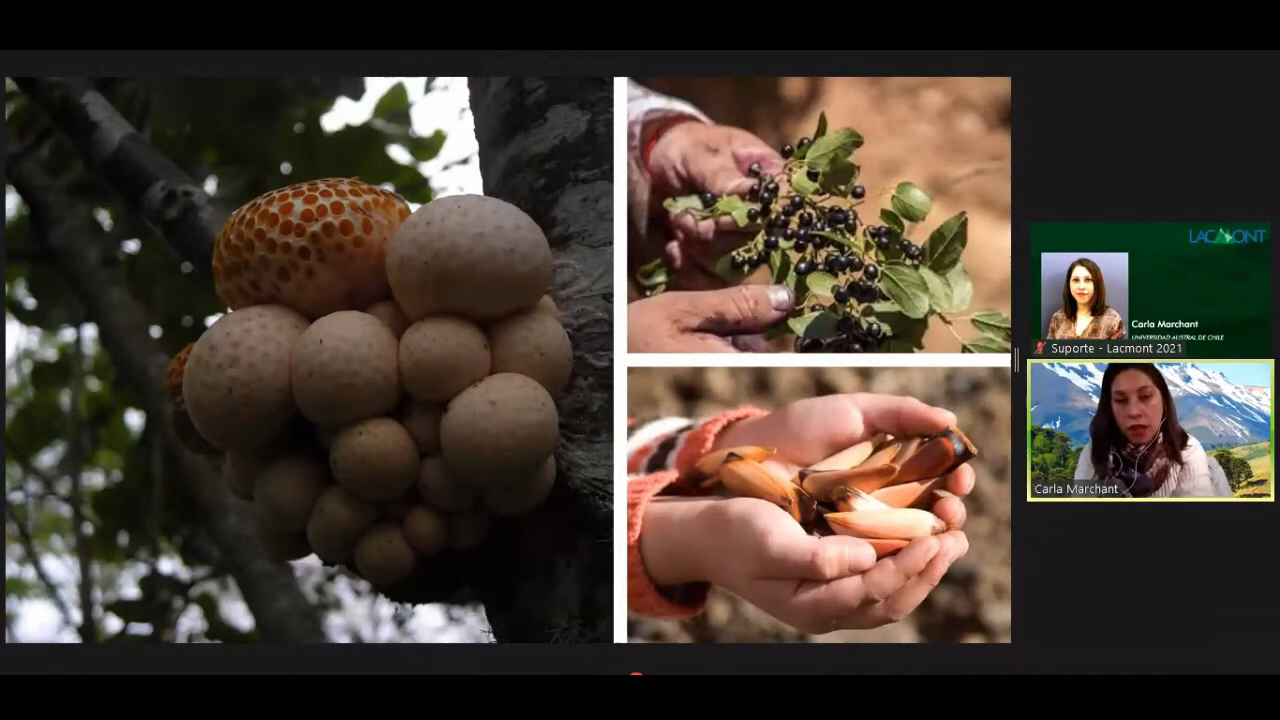 LACMONT
Carla Marchant
UNIVERSIDAD AUSTRAL DE CHILE
Suporte - Lacmont 2021
Carla Marchant